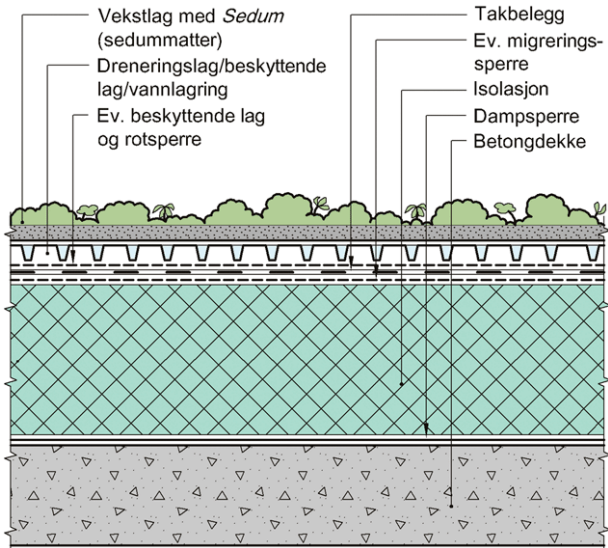 Vekstlag med Sedum
(sedummatter)
Dreneringslag/beskyttende
lag/vannlagring
Ev. beskyttende lag
og rotsperre
Takbelegg
Ev. migrerings-
sperre
Isolasjon
Dampsperre
Betongdekke